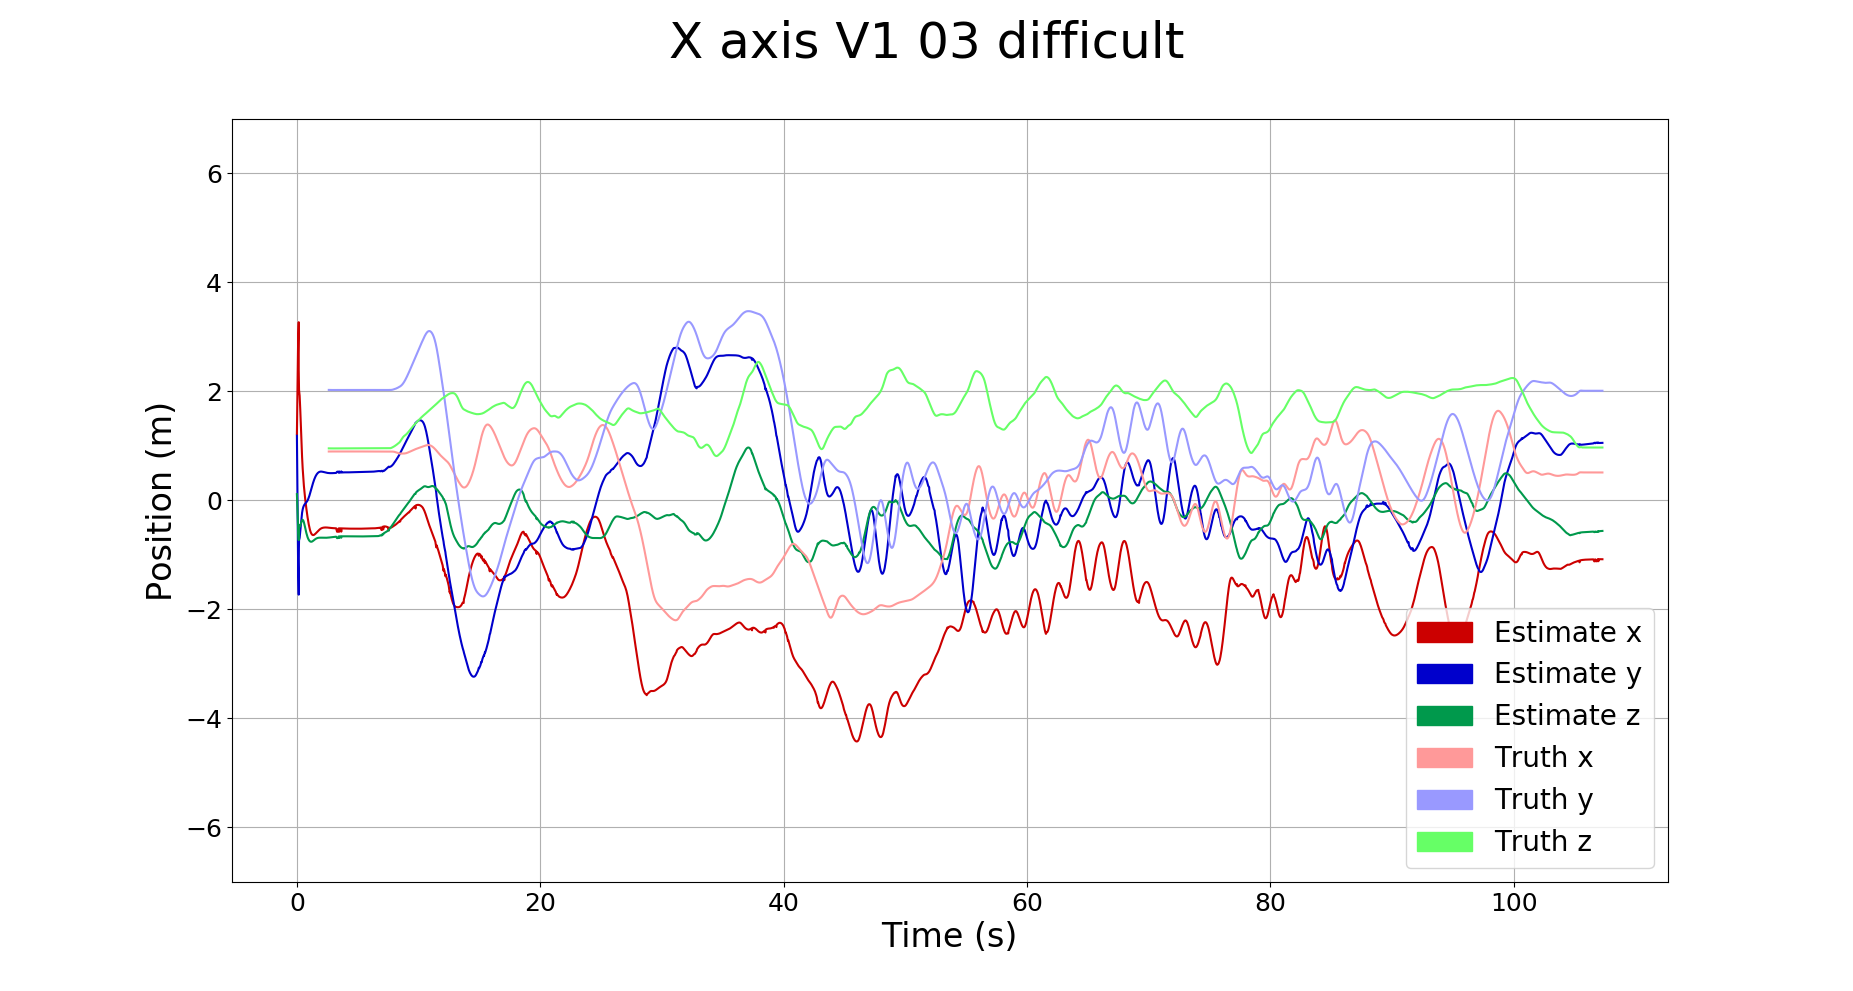 X axis V1 03 difficult
Position (m)
6
4
2
0
−2
−4
−6
0 20 40 60 80 100
Time (s)
Estimate x
Estimate y
Estimate z
Truth x
Truth y
Truth z